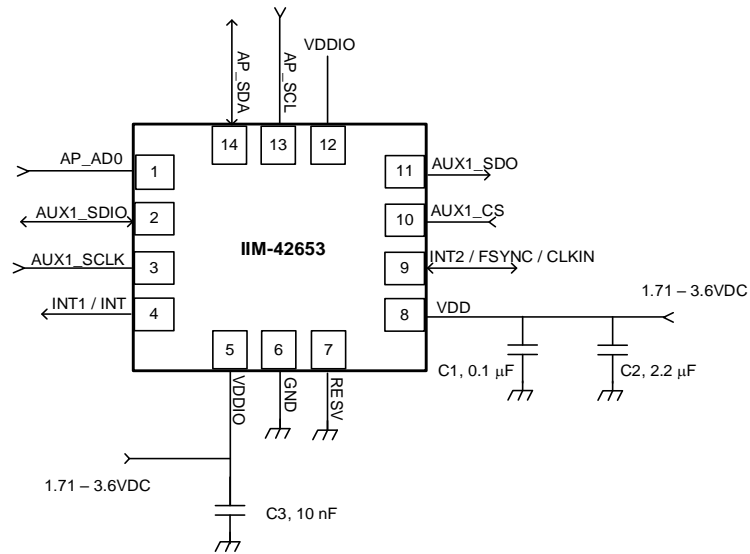 AP_SDA
AP_SCL
VDDIO
14
13
12
AP_AD0
1
11
AUX1_SDO
AUX1_SDIO
2
10
AUX1_CS
IIM-42653
AUX1_SCLK
3
9
INT2 / FSYNC / CLKIN
INT1 / INT
4
8
VDD
1.71 – 3.6VDC
5
6
7
VDDIO
GND
RESV
C1, 0.1 μF
C2, 2.2 μF
1.71 – 3.6VDC
C3, 10 nF